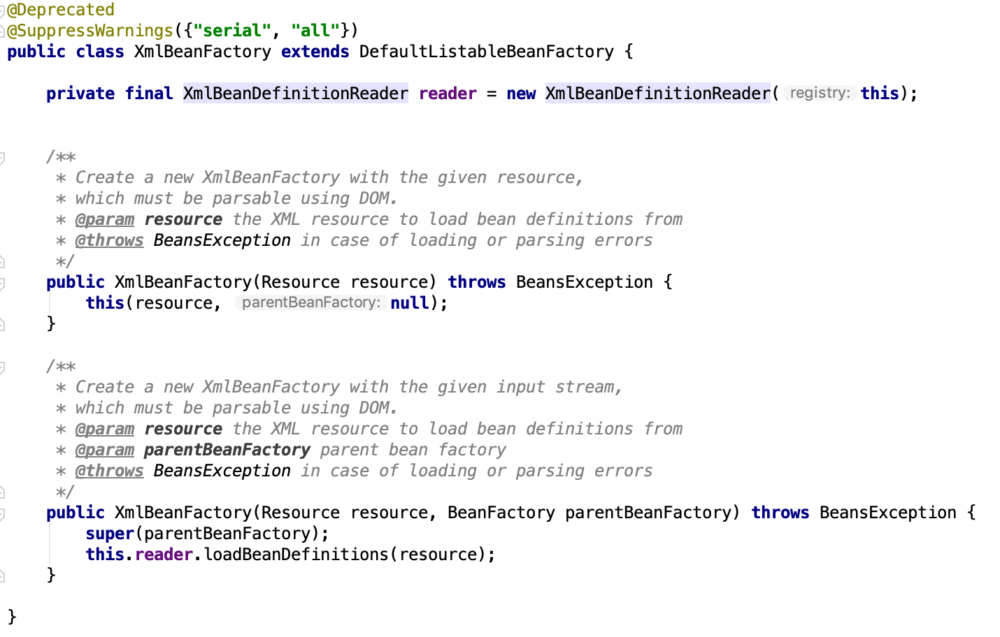 @Deprecated
@SuppressWarnings({"serial", "all"})
public class XmlBeanFactory extends DefaultListableBeanFactory {
private final XmlBeanDefinitionReader reader = new XmlBeanDefinitionReader( registry: this);
/**
* Create a new XmlBeanFactory with the given resource,
* which must be parsable using DOM.
* @param resource the XML resource to load bean definitions from
* @throws BeansException in case of loading or parsing errors
*/
public XmlBeanFactory(Resource resource) throws BeansException {
this(resource, parentBeanFactory: null);
}
/**
* Create a new XmlBeanFactory with the given input stream,
* which must be parsable using DOM.
* @param resource the XML resource to load bean definitions from
* @param parentBeanFactory parent bean factory
* @throws BeansException in case of loading or parsing errors
*/
public XmlBeanFactory(Resource resource, BeanFactory parentBeanFactory) throws BeansException {
super(parentBeanFactory);
this.reader.loadBeanDefinitions(resource);
}
}